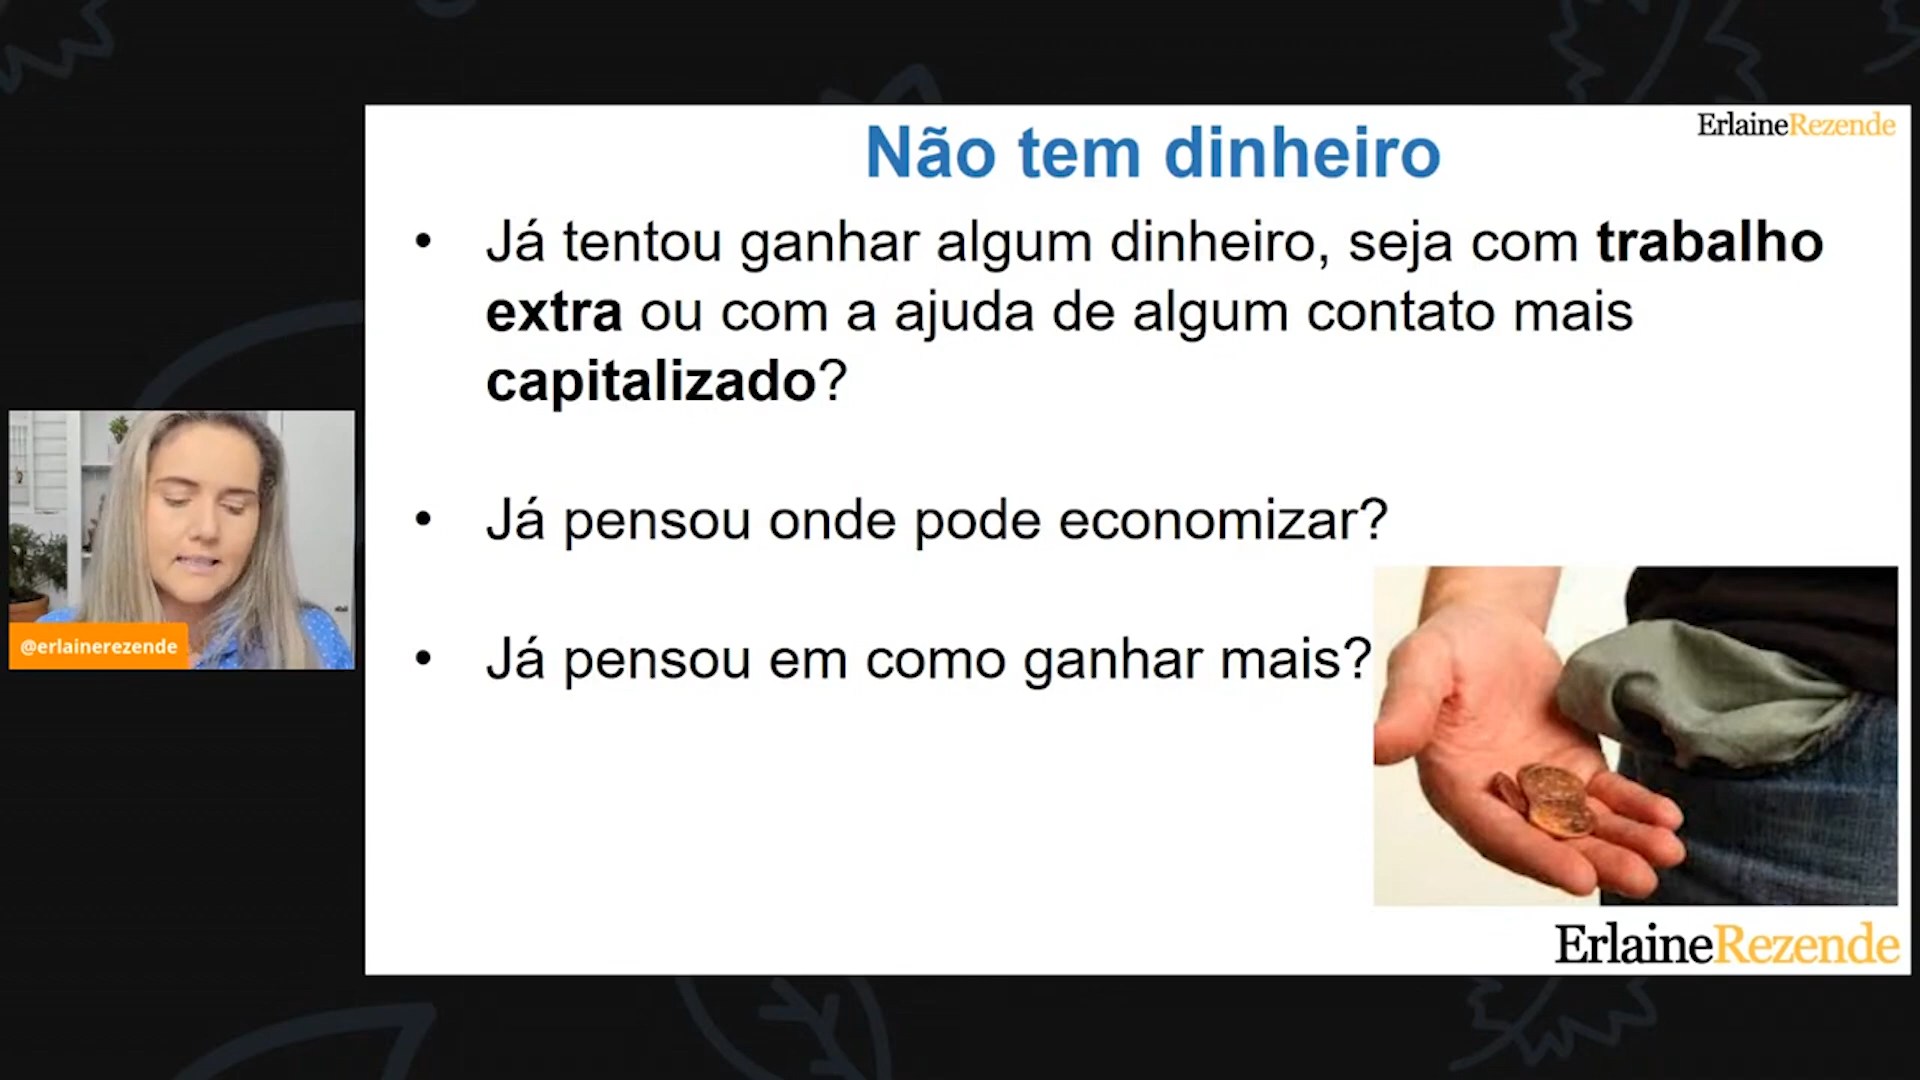 ErlaineRezende
Não tem dinheiro
• Já tentou ganhar algum dinheiro, seja com trabalho
extra ou com a ajuda de algum contato mais
capitalizado?
• Já pensou onde pode economizar?
• Já pensou em como ganhar mais?
@erlainerezende
ErlaineRezende